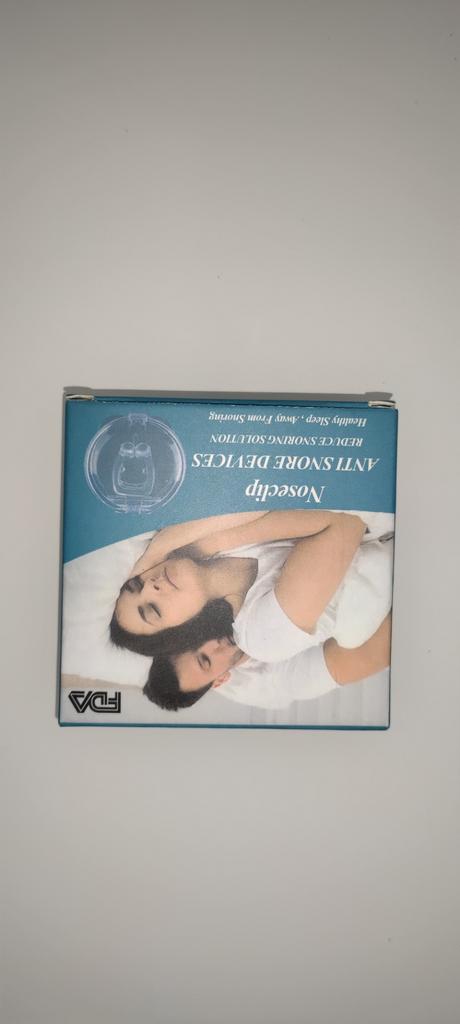 Noseclip
ANTI SNORE DEVICES
REDUCE SNORING SOLUTION
Healthy Sleep , Away From Snoring
FDA